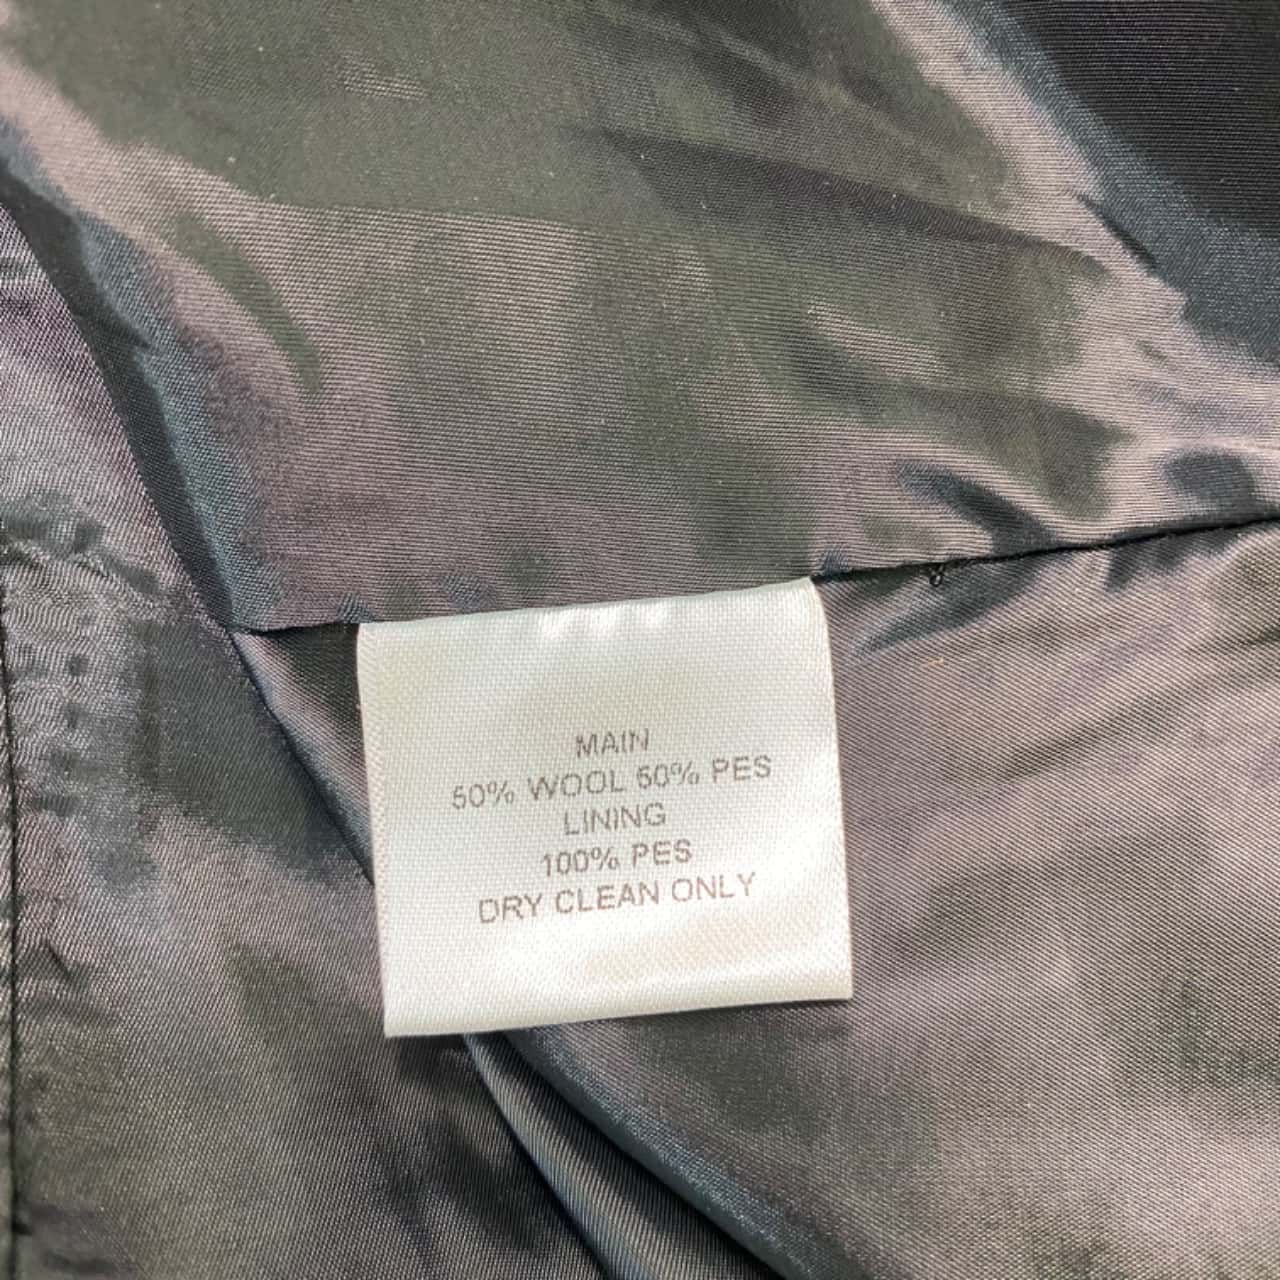 MAIN
50% WOOL 50% PES
LINING
100% PES
DRY CLEAN ONLY